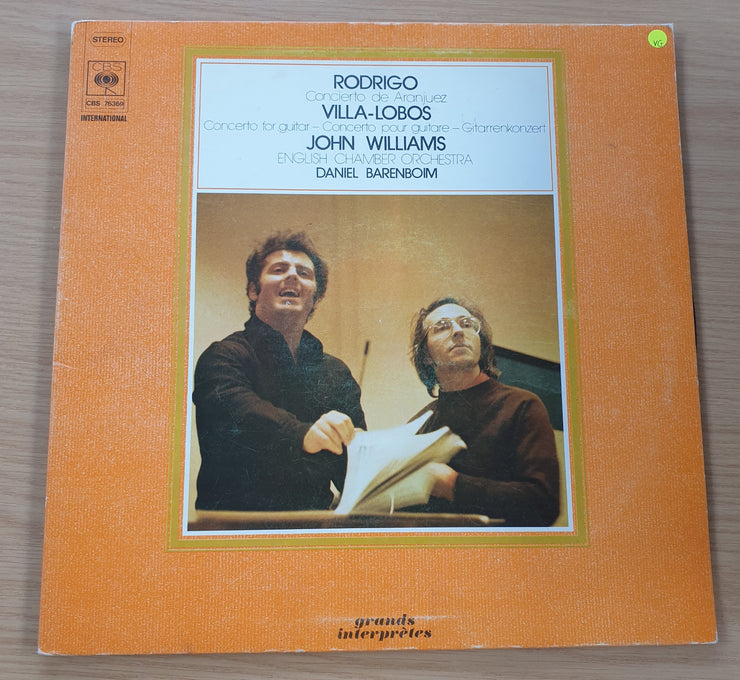 STEREO
CBS
CBS 76369
INTERNATIONAL
VG
RODRIGO
Concierto de Aranjuez
VILLA-LOBOS
Concerto for guitar – Concerto pour guitare – Gitarrenkonzert
JOHN WILLIAMS
ENGLISH CHAMBER ORCHESTRA
DANIEL BARENBOIM
grands
interprètes